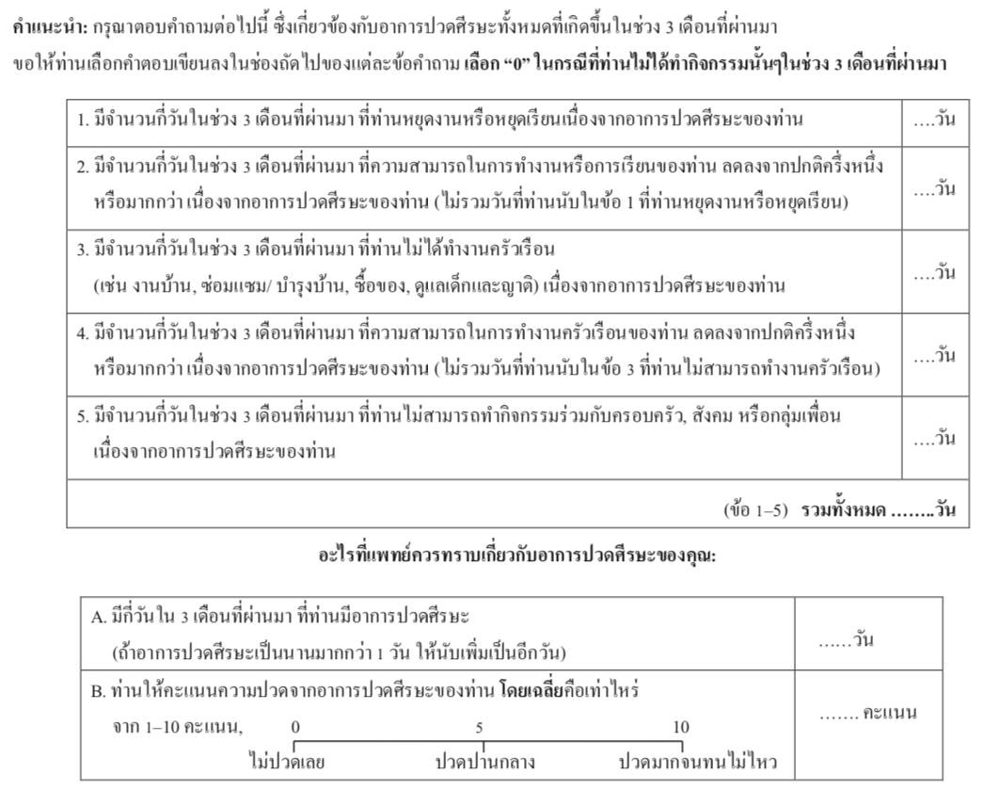 คำแนะนำ: กรุณาตอบคำถามต่อไปนี้ ซึ่งเกี่ยวข้องกับอาการปวดศีรษะทั้งหมดที่เกิดขึ้นในช่วง 3 เดือนที่ผ่านมา
ขอให้ท่านเลือกคำตอบเขียนลงในช่องถัดไปของแต่ละข้อคำถาม เลือก “0” ในกรณีที่ท่านไม่ได้ทำกิจกรรมนั้นๆในช่วง 3 เดือนที่ผ่านมา
1. มีจำนวนกี่วันในช่วง 3 เดือนที่ผ่านมา ที่ท่านหยุดงานหรือหยุดเรียนเนื่องจากอาการปวดศีรษะของท่าน ....วัน
2. มีจำนวนกี่วันในช่วง 3 เดือนที่ผ่านมา ที่ความสามารถในการทำงานหรือการเรียนของท่าน ลดลงจากปกติครึ่งหนึ่ง
หรือมากกว่า เนื่องจากอาการปวดศีรษะของท่าน (ไม่รวมวันที่ท่านนับในข้อ 1 ที่ท่านหยุดงานหรือหยุดเรียน) ....วัน
3. มีจำนวนกี่วันในช่วง 3 เดือนที่ผ่านมา ที่ท่านไม่ได้ทำงานครัวเรือน
(เช่น งานบ้าน, ซ่อมแซม/ บำรุงบ้าน, ซื้อของ, ดูแลเด็กและญาติ) เนื่องจากอาการปวดศีรษะของท่าน ....วัน
4. มีจำนวนกี่วันในช่วง 3 เดือนที่ผ่านมา ที่ความสามารถในการทำงานครัวเรือนของท่าน ลดลงจากปกติครึ่งหนึ่ง
หรือมากกว่า เนื่องจากอาการปวดศีรษะของท่าน (ไม่รวมวันที่ท่านนับในข้อ 3 ที่ท่านไม่สามารถทำงานครัวเรือน) ....วัน
5. มีจำนวนกี่วันในช่วง 3 เดือนที่ผ่านมา ที่ท่านไม่สามารถทำกิจกรรมร่วมกับครอบครัว, สังคม หรือกลุ่มเพื่อน
เนื่องจากอาการปวดศีรษะของท่าน ....วัน
(ข้อ 1–5) รวมทั้งหมด ........วัน
อะไรที่แพทย์ควรทราบเกี่ยวกับอาการปวดศีรษะของคุณ:
A. มีกี่วันใน 3 เดือนที่ผ่านมา ที่ท่านมีอาการปวดศีรษะ
(ถ้าอาการปวดศีรษะเป็นนานมากกว่า 1 วัน ให้นับเพิ่มเป็นอีกวัน) ......วัน
B. ท่านให้คะแนนความปวดจากอาการปวดศีรษะของท่าน โดยเฉลี่ยคือเท่าไหร่
จาก 1–10 คะแนน, 0 5 10 ....... คะแนน
ไม่ปวดเลย ปวดปานกลาง ปวดมากจนทนไม่ไหว